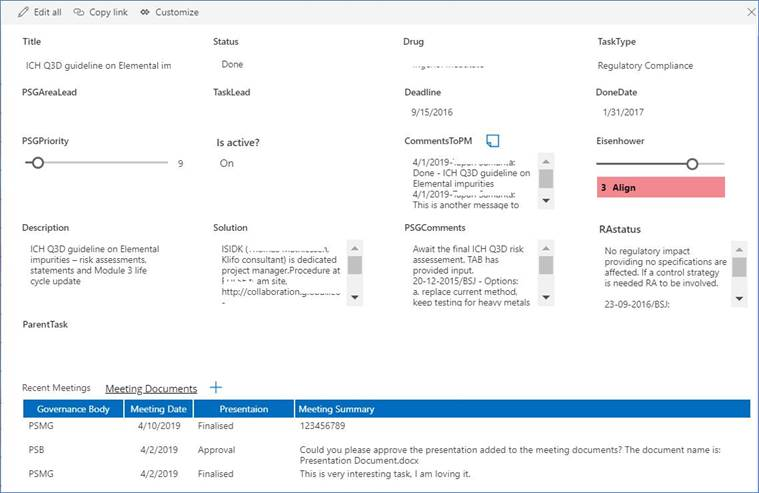 Edit all Copy link Customize
Title Status Drug TaskType
ICH Q3D guideline on Elemental im Done Regulatory Compliance
PSGAreaLead TaskLead Deadline DoneDate
9/15/2016 1/31/2017
PSGPriority Is active? CommentsToPM Eisenhower
9 On
4/1/2019-
Done - ICH Q3D guideline on
Elemental impurities
4/1/2019-
This is another message to
3 Align
Description Solution PSGComments RAstatus
ICH Q3D guideline on Elemental
impurities – risk assessments,
statements and Module 3 life
cycle update
ISIDK (
Klifo consultant) is dedicated
project manager.Procedure at
am site,
Await the final ICH Q3D risk
assessment. TAB has
provided input.
20-12-2015/BSJ - Options:
a. replace current method,
keep testing for heavy metals
No regulatory impact
providing no specifications are
affected. If a control strategy
is needed RA to be involved.
23-09-2016/BSJ:
ParentTask
Recent Meetings Meeting Documents
Governance Body Meeting Date Presentaion Meeting Summary
PSMG 4/10/2019 Finalised 123456789
PSB 4/2/2019 Approval Could you please approve the presentation added to the meeting documents? The document name is:
Presentation Document.docx
PSMG 4/2/2019 Finalised This is very interesting task, I am loving it.